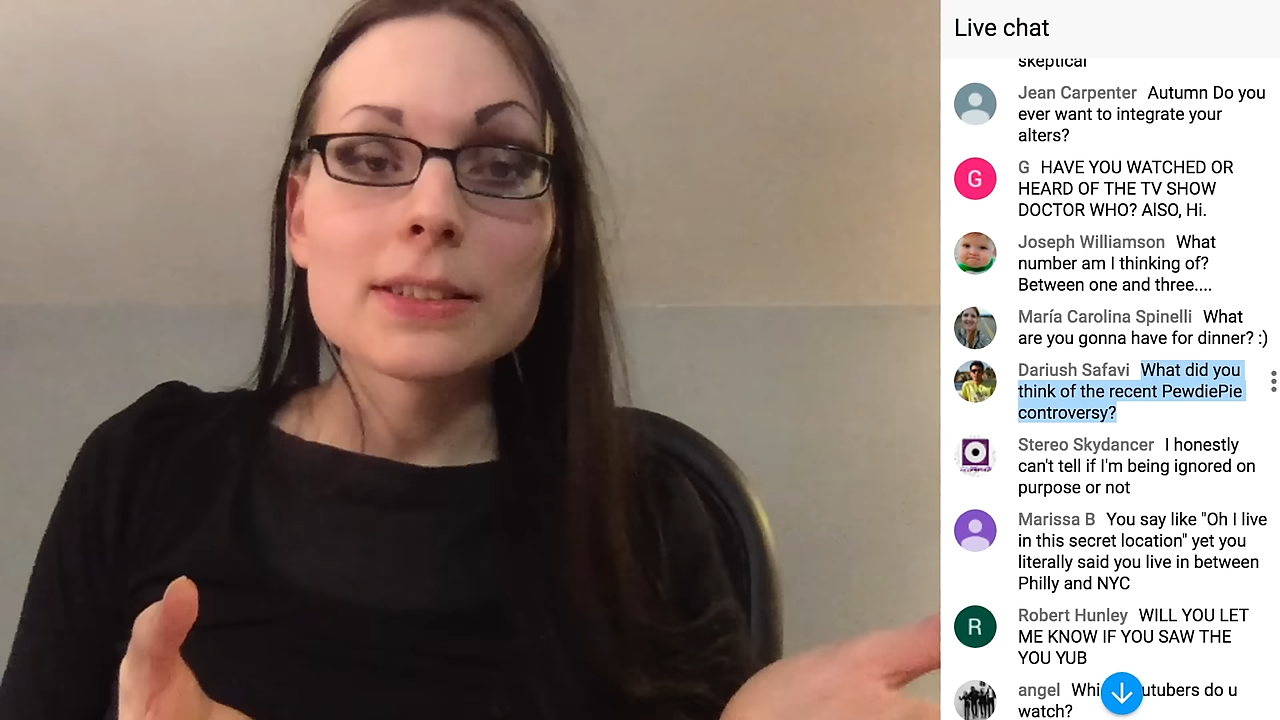 Live chat
skeptical
Jean Carpenter Autumn Do you
ever want to integrate your
alters?
G
G HAVE YOU WATCHED OR
HEARD OF THE TV SHOW
DOCTOR WHO? AlSO, Hi.
Joseph Williamson What
number am I thinking of?
Between one and three....
María Carolina Spinelli What
are you gonna have for dinner? :)
Dariush Safavi What did you
think of the recent PewdiePie
controversy?
Stereo Skydancer I honestly
can't tell if I'm being ignored on
purpose or not
Marissa B You say like "Oh I live
in this secret location" yet you
literally said you live in between
Philly and NYC
R
Robert Hunley WILL YOU LET
ME KNOW IF YOU SAW THE
YOU YUB
angel do u
watch?